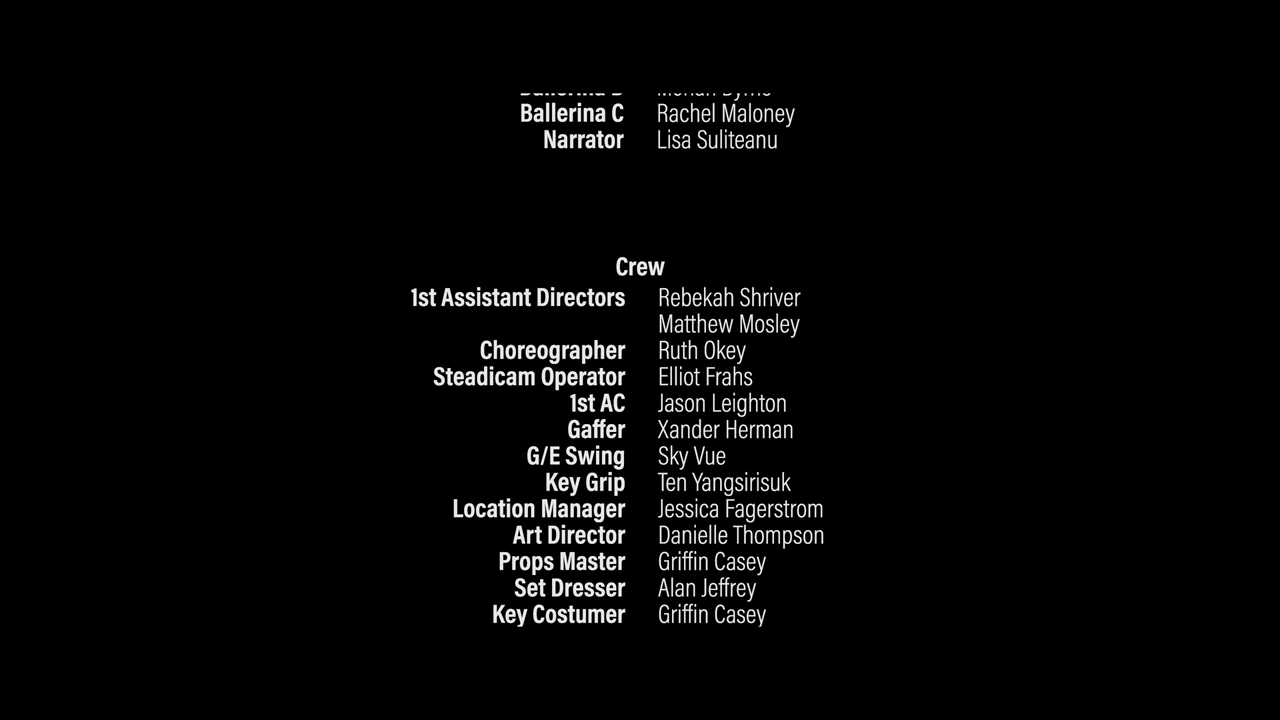 Ballerina C Rachel Maloney
Narrator Lisa Suliteanu
Crew
1st Assistant Directors Rebekah Shriver
Matthew Mosley
Choreographer Ruth Okey
Steadicam Operator Elliot Frahs
1st AC Jason Leighton
Gaffer Xander Herman
G/E Swing Sky Vue
Key Grip Ten Yangsirisuk
Location Manager Jessica Fagerstrom
Art Director Danielle Thompson
Props Master Griffin Casey
Set Dresser Alan Jeffrey
Key Costumer Griffin Casey